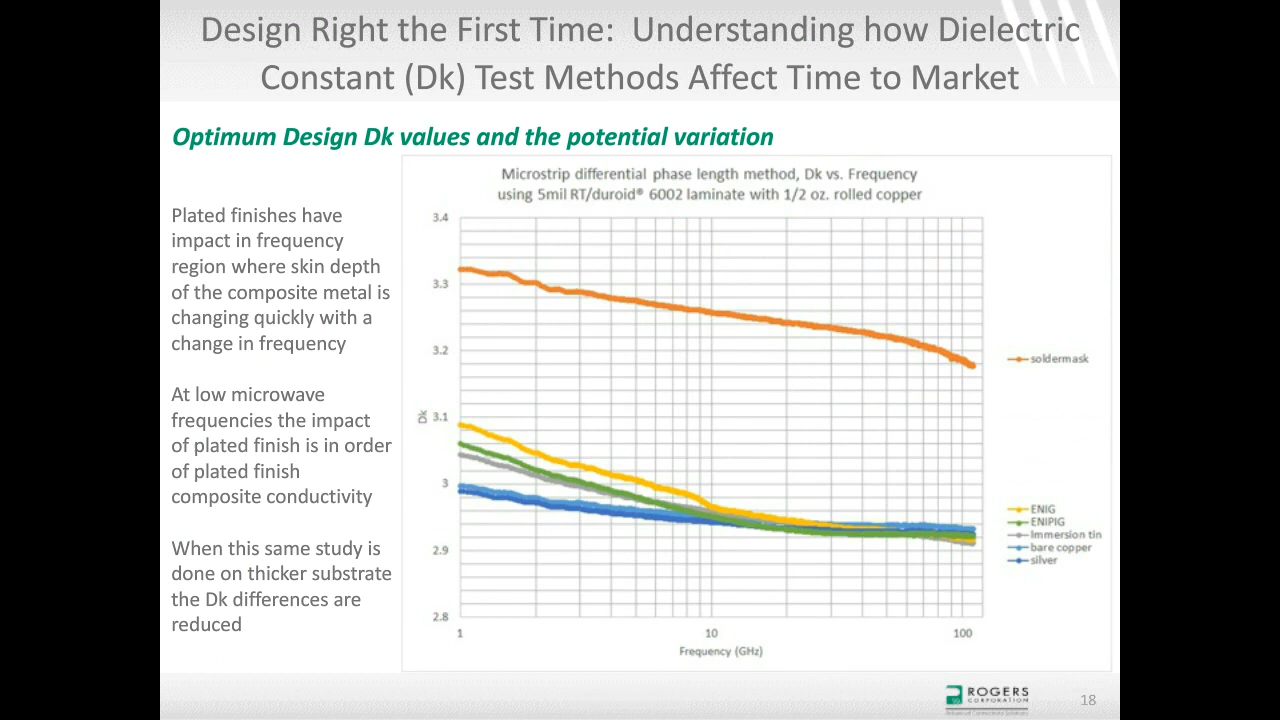 Design Right the First Time:  Understanding how Dielectric
Constant (Dk) Test Methods Affect Time to Market
Optimum Design Dk values and the potential variation
Plated finishes have
impact in frequency
region where skin depth
of the composite metal is
changing quickly with a
change in frequency
At low microwave
frequencies the impact
of plated finish is in order
of plated finish
composite conductivity
When this same study is
done on thicker substrate
the Dk differences are
reduced
Microstrip differential phase length method, Dk vs. Frequency
using 5mil RT/duroid® 6002 laminate with 1/2 oz. rolled copper
3.4
3.3
3.2
3.1
3
2.9
2.8
Dk
1
10
100
Frequency (GHz)
soldermask
ENIG
ENIPIG
Immersion tin
bare copper
silver
ROGERS
CORPORATION
Advanced Connectivity Solutions
18